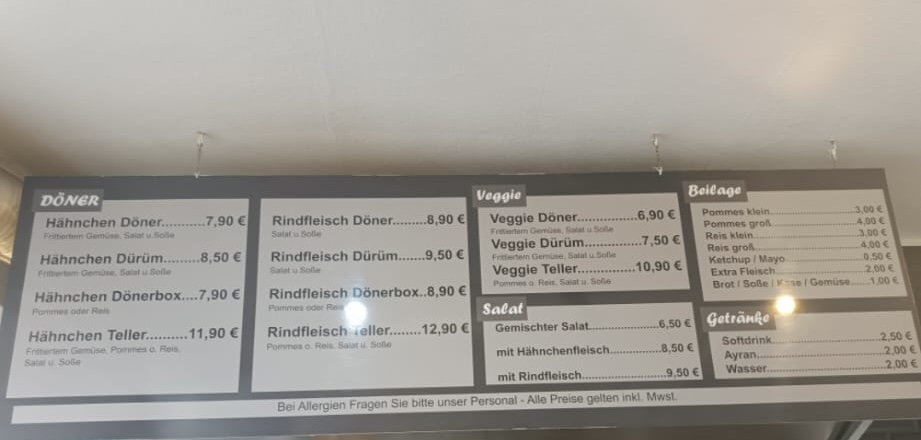 DÖNER
Hähnchen Döner...........7,90 €
Frittiertem Gemüse, Salat u.Soße
Hähnchen Dürüm.......8,50 €
Frittiertem Gemüse, Salat u.Soße
Hähnchen Dönerbox....7,90 €
Pommes oder Reis
Hähnchen Teller..........11,90 €
Frittiertem Gemüse, Pommes o. Reis,
Salat u. Soße
Rindfleisch Döner.........8,90 €
Salat u.Soße
Rindfleisch Dürüm.......9,50 €
Salat u.Soße
Rindfleisch Dönerbox..8,90 €
Pommes oder Reis
Rindfleisch Teller.........12,90 €
Pommes o. Reis, Salat u. Soße
Veggie
Veggie Döner................6,90 €
Frittiertem Gemüse, Salat u.Soße
Veggie Dürüm...............7,50 €
Frittiertem Gemüse, Salat u.Soße
Veggie Teller...............10,90 €
Pommes o. Reis, Salat u. Soße
Salat
Gemischter Salat......................6,50 €
mit Hähnchenfleisch.................8,50 €
mit Rindfleisch..........................9,50 €
Beilage
Pommes klein..........................3,00 €
Pommes groß..........................4,00 €
Reis klein.................................3,00 €
Reis groß.................................4,00 €
Ketchup / Mayo........................0,50 €
Extra Fleisch............................2,00 €
Brot / Soße / Käse / Gemüse......1,00 €
Getränke
Softdrink..............................2,50 €
Ayran...................................2,00 €
Wasser.................................2,00 €
Bei Allergien Fragen Sie bitte unser Personal - Alle Preise gelten inkl. Mwst.